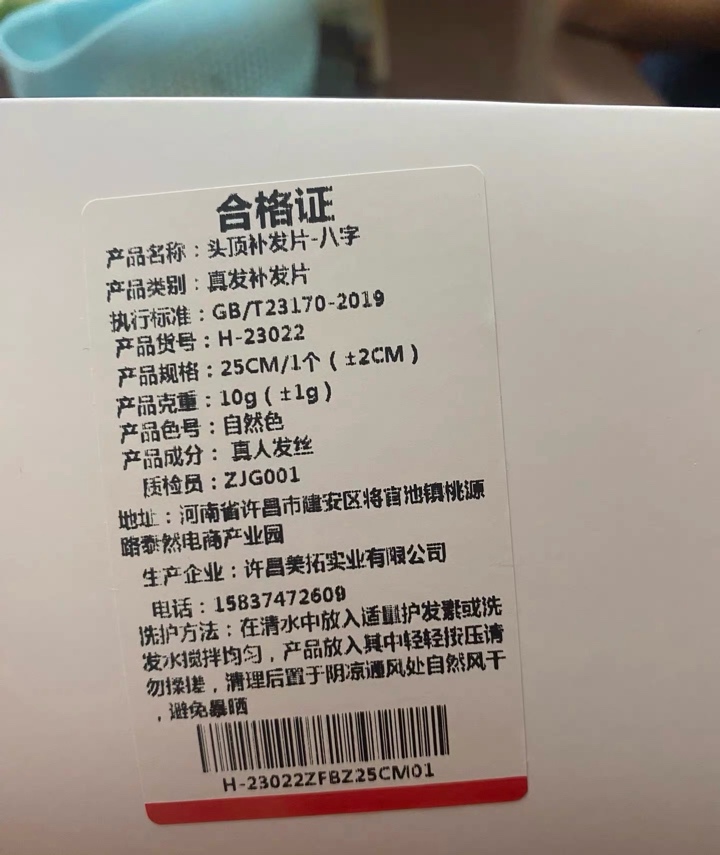 合格证
产品名称：头顶补发片-八字
产品类别：真发补发片
执行标准：GB/T23170-2019
产品货号：H-23022
产品规格：25CM/1个（±2CM）
产品克重：10g（±1g）
产品色号：自然色
产品成分： 真人发丝
质检员：ZJG001
地址：河南省许昌市建安区将官池镇桃源
路泰然电商产业园
生产企业：许昌美拓实业有限公司
电话：15837472609
洗护方法：在清水中放入适量护发素或洗
发水搅拌均匀，产品放入其中轻轻按压请
勿揉搓，清理后置于阴凉通风处自然风干
，避免暴晒
H-23022ZFBZ25CM01